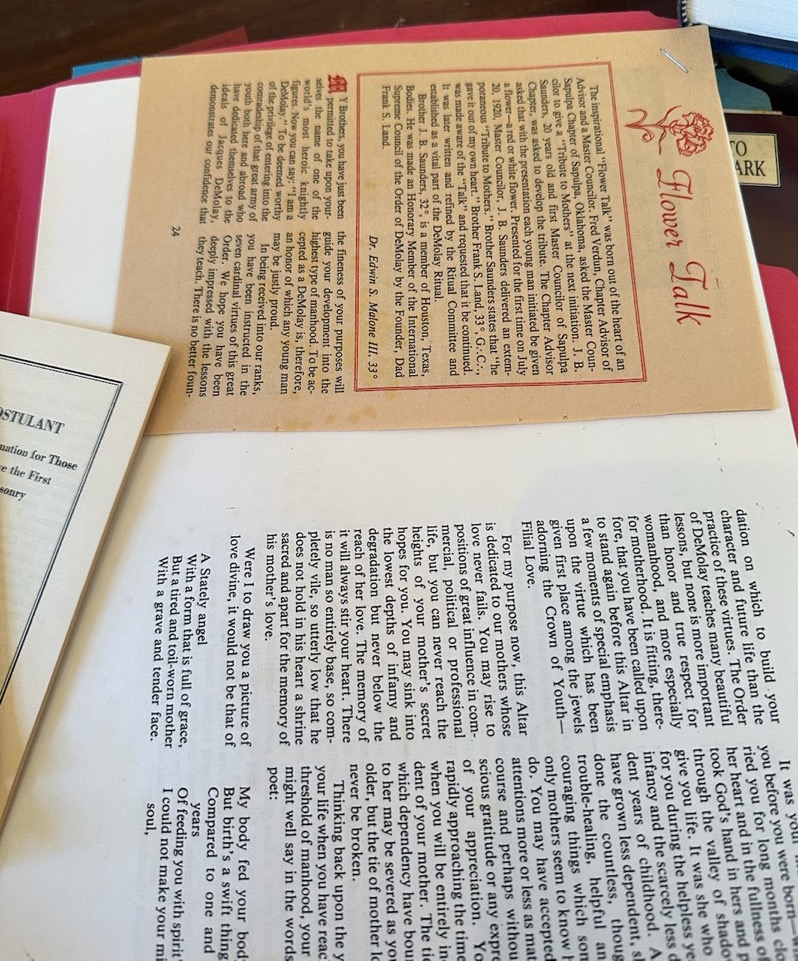 Flower Talk
The inspirational "Flower Talk" was born out of the heart of an
Advisor and a Master Councilor. Fred Verdun, Chapter Advisor of
Sapulpa Chapter of Sapulpa, Oklahoma, asked the Master Coun-
cilor to give a "Tribute to Mothers" at the next initiation. J. B.
Saunders, 20 years old and first Master Councilor of Sapulpa
Chapter, was asked to develop the tribute. The Chapter Advisor
asked that with the presentation each young man initiated be given
a flower—a red or white flower. Presented for the first time on July
20, 1920, Master Councilor, J. B. Saunders delivered an extem-
poraneous "Tribute to Mothers." Brother Saunders states that "he
gave it out of my own heart." Brother Frank S. Land, 33°, G.·.C.·.,
was made aware of the "Talk" and requested that it be continued.
It was later written and refined by the Ritual Committee and
established as a vital part of the DeMolay Ritual.
Brother J. B. Saunders, 32°, is a member of Houston, Texas,
Bodies. He was made an Honorary Member of the International
Supreme Council of the Order of DeMolay by the Founder, Dad
Frank S. Land.
Dr. Edwin S. Malone III, 33°
MY Brothers, you have just been
permitted to take upon your-
selves the name of one of the
world's most heroic knightly
figures. Now you can say: "I am a
DeMolay." To be deemed worthy
of the privilege of entering into the
comradeship of that great army of
youth both here and abroad who
have dedicated themselves to the
ideals of Jacques DeMolay,
demonstrates our confidence that
the fineness of your purposes will
guide your development into the
highest type of manhood. To be ac-
cepted as a DeMolay is, therefore,
an honor of which any young man
may be justly proud.
In being received into our ranks,
you have been instructed in the
seven cardinal virtues of this great
Order. We hope you have been
deeply impressed with the lessons
they teach. There is no better foun-
24
dation on which to build your
character and future life than the
practice of these virtues. The Order
of DeMolay teaches many beautiful
lessons, but none is more important
than honor and true respect for
womanhood, and more especially
for motherhood. It is fitting, there-
fore, that you have been called upon
to stand again before this Altar in
a few moments of special emphasis
upon the virtue which has been
given first place among the jewels
adorning the Crown of Youth—
Filial Love.
For my purpose now, this Altar
is dedicated to our mothers whose
love never fails. You may rise to
positions of great influence in com-
mercial, political or professional
life, but you can never reach the
heights of your mother's secret
hopes for you. You may sink into
the lowest depths of infamy and
degradation but never below the
reach of her love. The memory of
it will always stir your heart. There
is no man so entirely base, so com-
pletely vile, so utterly low that he
does not hold in his heart a shrine
sacred and apart for the memory of
his mother's love.
Were I to draw you a picture of
love divine, it would not be that of
A Stately angel
With a form that is full of grace,
But a tired and toil-worn mother
With a grave and tender face.
It was your
you before you were born—
ried you for long months clo
her heart and in the fullness of
took God's hand in hers and p
through the valley of shado
give you life. It was she who
for you during the helpless ye
infancy and the scarcely less d
dent years of childhood. A
have grown less dependent, sh
done the countless, though
trouble-healing, helpful an
couraging things which som
only mothers seem to know h
do. You may have accepted
attentions more or less as mat
course and perhaps withou
scious gratitude or any expre
of your appreciation. Yo
rapidly approaching the time
when you will be entirely in
dent of your mother. The tie
which dependency have boun
to her may be severed as yo
older, but the tie of mother lo
never be broken.
Thinking back upon the y
your life when you have reac
threshold of manhood, your
might well say in the words
poet:
My body fed your body
But birth's a swift thing
years
Compared to one and
Of feeding you with spirit
I could not make your mi
soul,
OSTULANT
mation for Those
e the First
sonry
TO
ARK